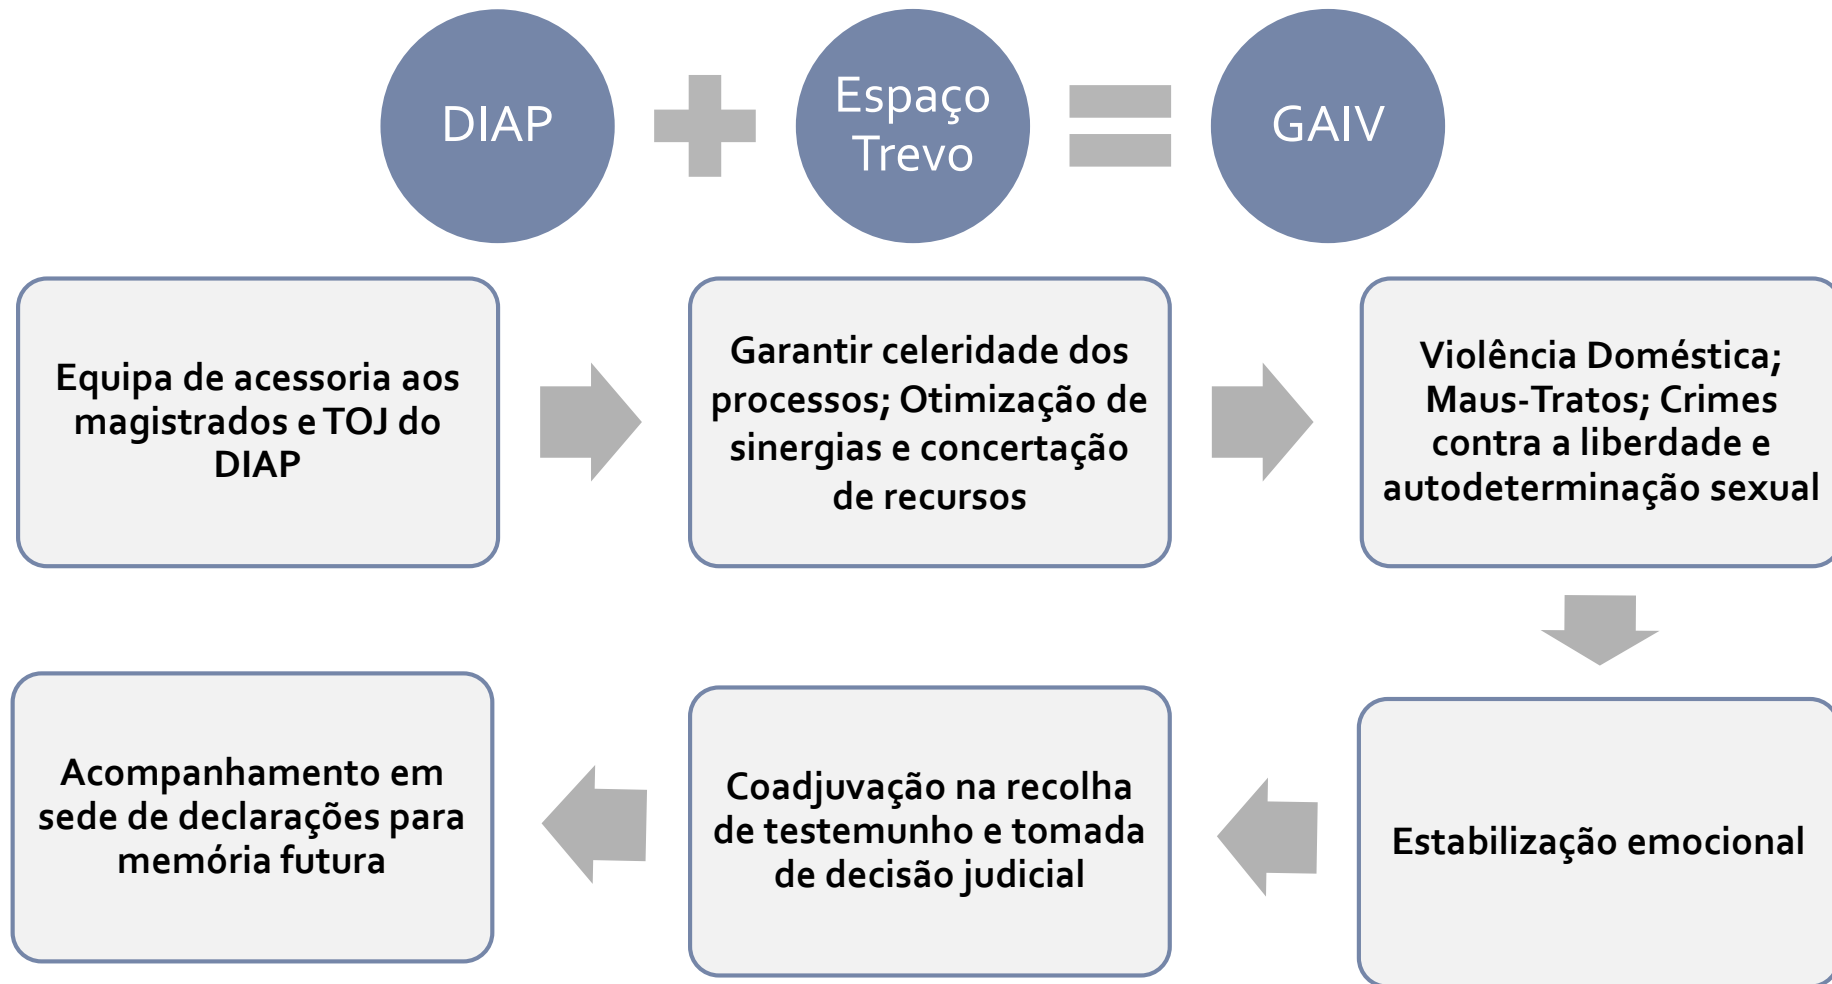 DIAP
Espaço
Trevo
GAIV
Equipa de acessoria aos
magistrados e TOJ do
DIAP
Garantir celeridade dos
processos; Otimização de
sinergias e concertação
de recursos
Violência Doméstica;
Maus-Tratos; Crimes
contra a liberdade e
autodeterminação sexual
Estabilização emocional
Coadjuvação na recolha
de testemunho e tomada
de decisão judicial
Acompanhamento em
sede de declarações para
memória futura